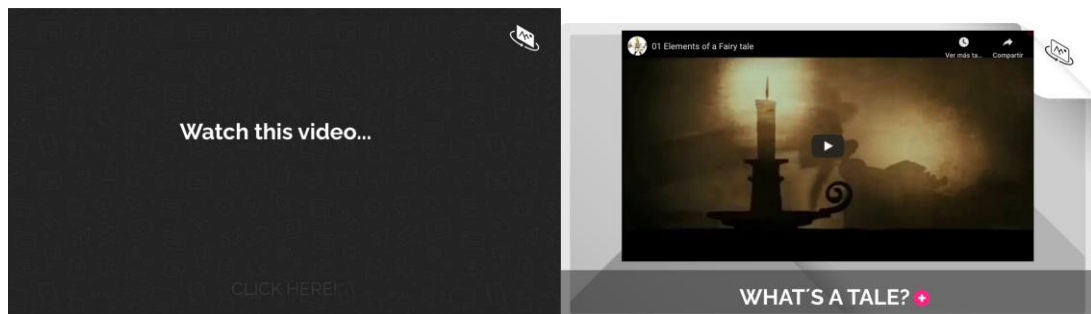 Watch this video...
CLICK HERE!
01 Elements of a Fairy tale
Ver más ta...
Compartir
WHAT´S A TALE?